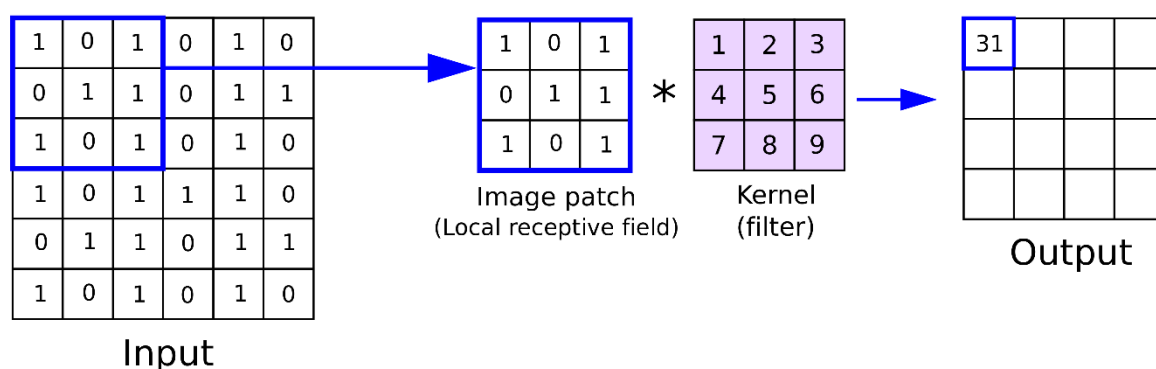 1 0 1 0 1 0
0 1 1 0 1 1
1 0 1 0 1 0
1 0 1 1 1 0
0 1 1 0 1 1
1 0 1 0 1 0
Input
1 0 1
0 1 1
1 0 1
Image patch
(Local receptive field)
*
1 2 3
4 5 6
7 8 9
Kernel
(filter)
31
Output